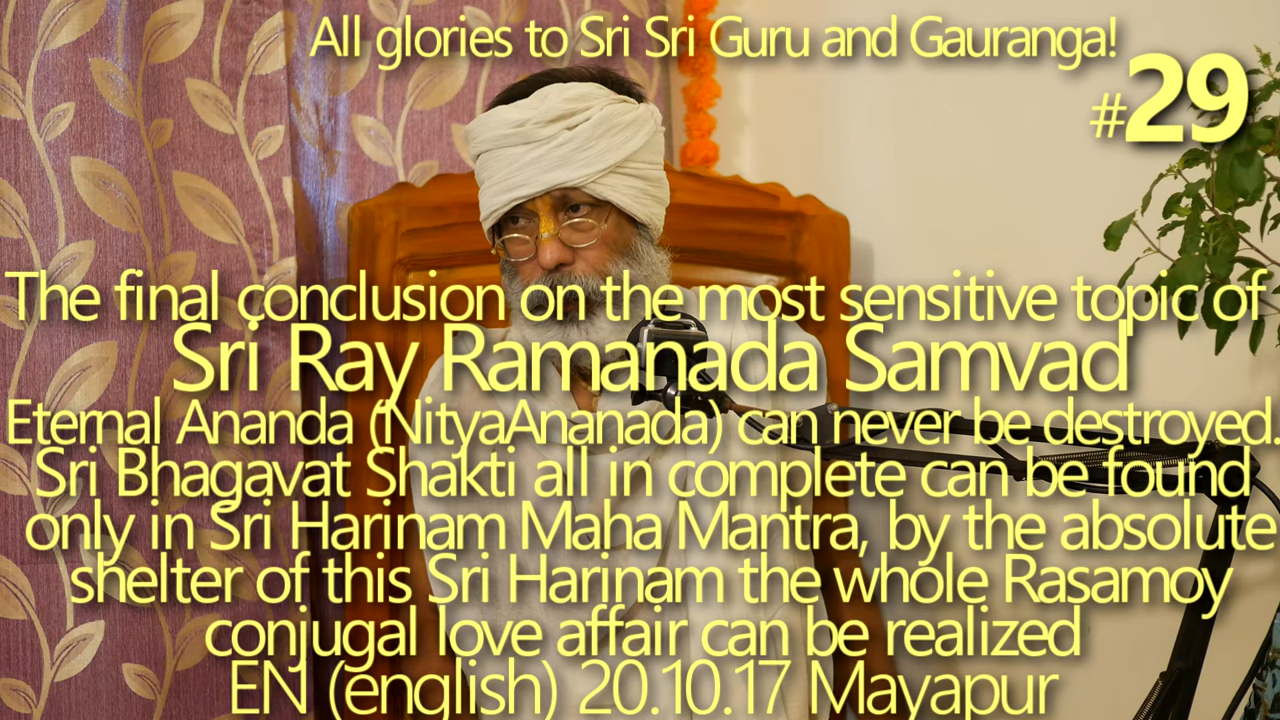 All glories to Sri Sri Guru and Gauranga!
#29
The final conclusion on the most sensitive topic of
Sri Ray Ramanada Samvad
Eternal Ananda (NityaAnanada) can never be destroyed.
Sri Bhagavat Shakti all in complete can be found
only in Sri Harinam Maha Mantra, by the absolute
shelter of this Sri Harinam the whole Rasamoy
conjugal love affair can be realized
EN (english) 20.10.17 Mayapur